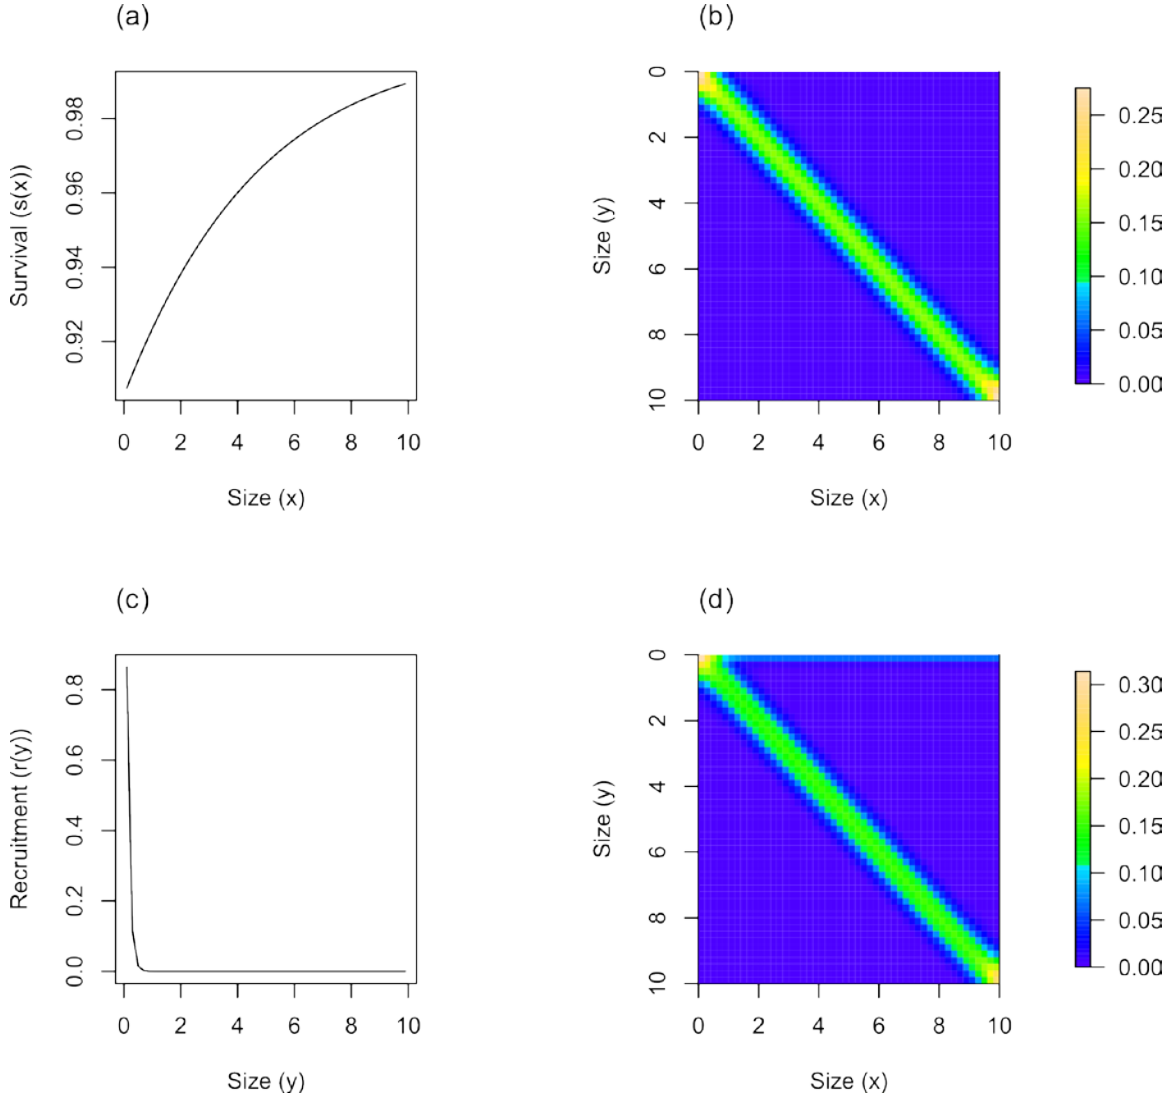 (a)
Survival (s(x))
0.98
0.96
0.94
0.92
0 2 4 6 8 10
Size (x)
(b)
Size (y)
0
2
4
6
8
10
0 2 4 6 8 10
Size (x)
0.25
0.20
0.15
0.10
0.05
0.00
(c)
Recruitment (r(y))
0.8
0.6
0.4
0.2
0.0
0 2 4 6 8 10
Size (y)
(d)
Size (y)
0
2
4
6
8
10
0 2 4 6 8 10
Size (x)
0.30
0.25
0.20
0.15
0.10
0.05
0.00